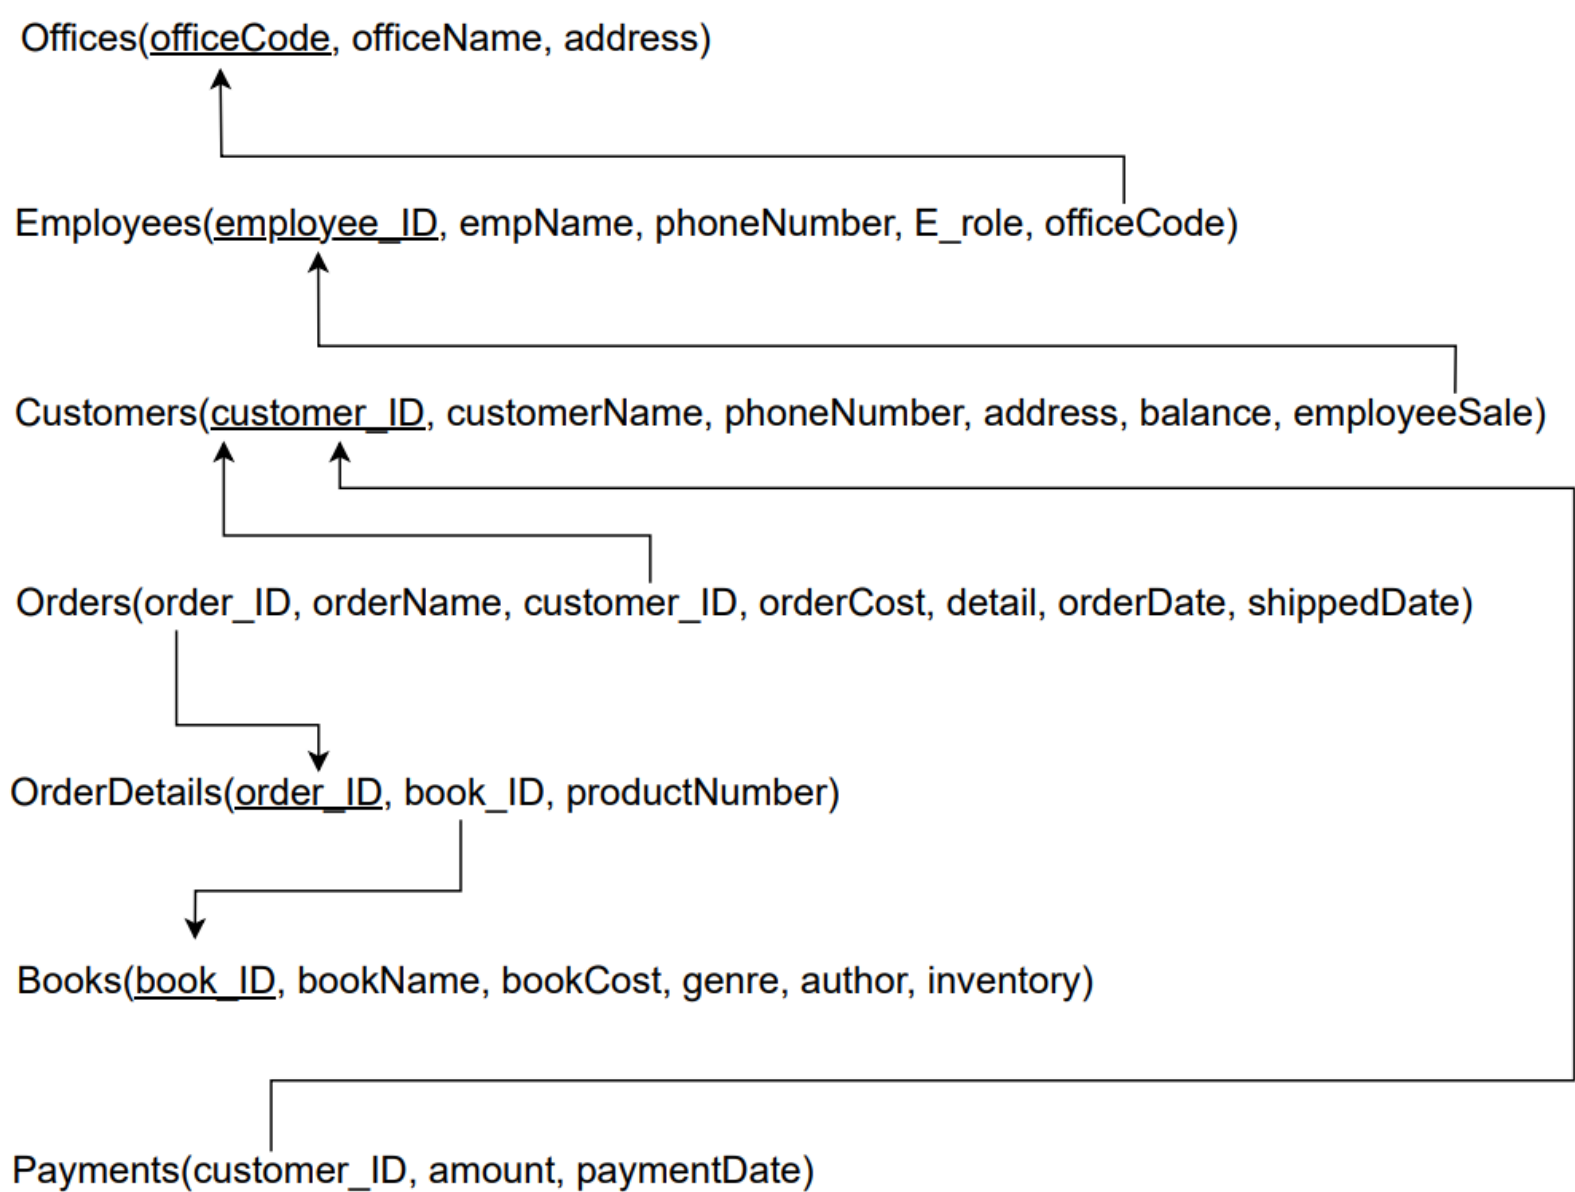 Offices(officeCode, officeName, address)
Employees(employee_ID, empName, phoneNumber, E_role, officeCode)
Customers(customer_ID, customerName, phoneNumber, address, balance, employeeSale)
Orders(order_ID, orderName, customer_ID, orderCost, detail, orderDate, shippedDate)
OrderDetails(order_ID, book_ID, productNumber)
Books(book_ID, bookName, bookCost, genre, author, inventory)
Payments(customer_ID, amount, paymentDate)